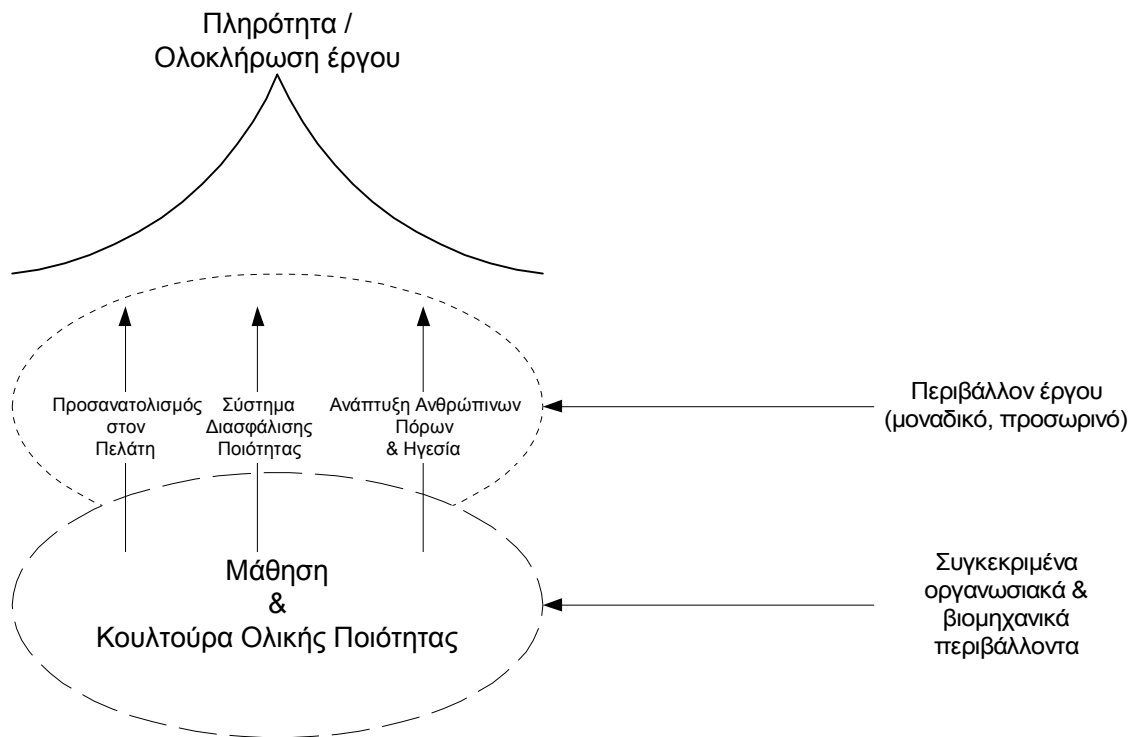 Πληρότητα /
Ολοκλήρωση έργου
Προσανατολισμός
στον
Πελάτη
Σύστημα
Διασφάλισης
Ποιότητας
Ανάπτυξη Ανθρώπινων
Πόρων
& Ηγεσία
Περιβάλλον έργου
(μοναδικό, προσωρινό)
Μάθηση
&
Κουλτούρα Ολικής Ποιότητας
Συγκεκριμένα
οργανωσιακά &
βιομηχανικά
περιβάλλοντα